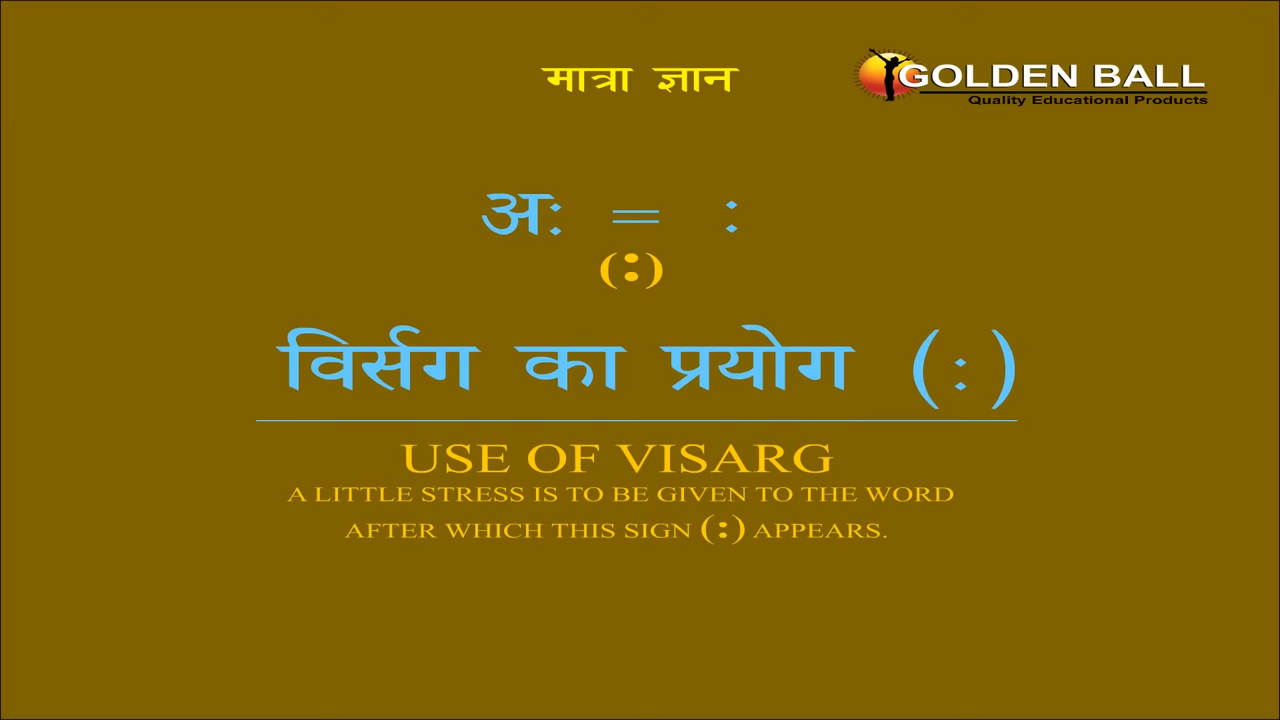 मात्रा ज्ञान
GOLDEN BALL
Quality Educational Products
अः = :
(:)
विर्सग का प्रयोग (:)
USE OF VISARG
A LITTLE STRESS IS TO BE GIVEN TO THE WORD
AFTER WHICH THIS SIGN (:) APPEARS.